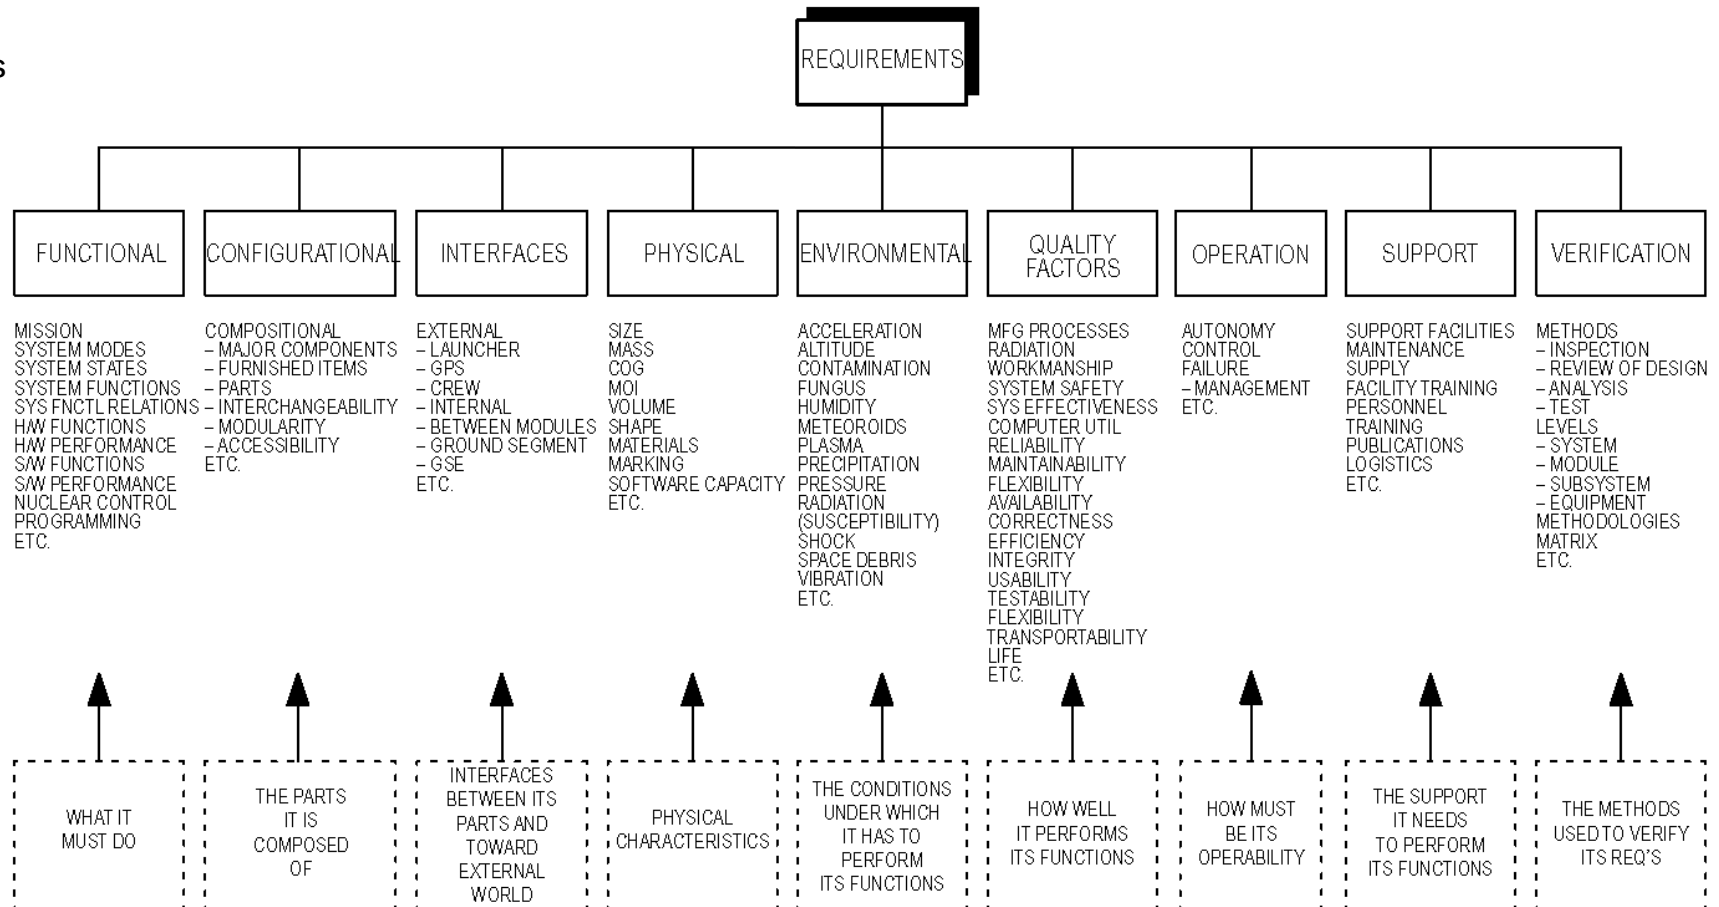 s
REQUIREMENTS
FUNCTIONAL
MISSION
SYSTEM MODES
SYSTEM STATES
SYSTEM FUNCTIONS
SYS FNCTL RELATIONS
H/W FUNCTIONS
H/W PERFORMANCE
S/W FUNCTIONS
S/W PERFORMANCE
NUCLEAR CONTROL
PROGRAMMING
ETC.
WHAT IT
MUST DO
CONFIGURATIONAL
COMPOSITIONAL
– MAJOR COMPONENTS
– FURNISHED ITEMS
– PARTS
– INTERCHANGEABILITY
– MODULARITY
– ACCESSIBILITY
ETC.
THE PARTS
IT IS
COMPOSED
OF
INTERFACES
EXTERNAL
– LAUNCHER
– GPS
– CREW
– INTERNAL
– BETWEEN MODULES
– GROUND SEGMENT
– GSE
ETC.
INTERFACES
BETWEEN ITS
PARTS AND
TOWARD
EXTERNAL
WORLD
PHYSICAL
SIZE
MASS
COG
MOI
VOLUME
SHAPE
MATERIALS
MARKING
SOFTWARE CAPACITY
ETC.
PHYSICAL
CHARACTERISTICS
ENVIRONMENTAL
ACCELERATION
ALTITUDE
CONTAMINATION
FUNGUS
HUMIDITY
METEOROIDS
PLASMA
PRECIPITATION
PRESSURE
RADIATION
(SUSCEPTIBILITY)
SHOCK
SPACE DEBRIS
VIBRATION
ETC.
THE CONDITIONS
UNDER WHICH
IT HAS TO
PERFORM
ITS FUNCTIONS
QUALITY
FACTORS
MFG PROCESSES
RADIATION
WORKMANSHIP
SYSTEM SAFETY
SYS EFFECTIVENESS
COMPUTER UTIL
RELIABILITY
MAINTAINABILITY
FLEXIBILITY
AVAILABILITY
CORRECTNESS
EFFICIENCY
INTEGRITY
USABILITY
TESTABILITY
FLEXIBILITY
TRANSPORTABILITY
LIFE
ETC.
HOW WELL
IT PERFORMS
ITS FUNCTIONS
OPERATION
AUTONOMY
CONTROL
FAILURE
– MANAGEMENT
ETC.
HOW MUST
BE ITS
OPERABILITY
SUPPORT
SUPPORT FACILITIES
MAINTENANCE
SUPPLY
FACILITY TRAINING
PERSONNEL
TRAINING
PUBLICATIONS
LOGISTICS
ETC.
THE SUPPORT
IT NEEDS
TO PERFORM
ITS FUNCTIONS
VERIFICATION
METHODS
– INSPECTION
– REVIEW OF DESIGN
– ANALYSIS
– TEST
LEVELS
– SYSTEM
– MODULE
– SUBSYSTEM
– EQUIPMENT
METHODOLOGIES
MATRIX
ETC.
THE METHODS
USED TO VERIFY
ITS REQ'S